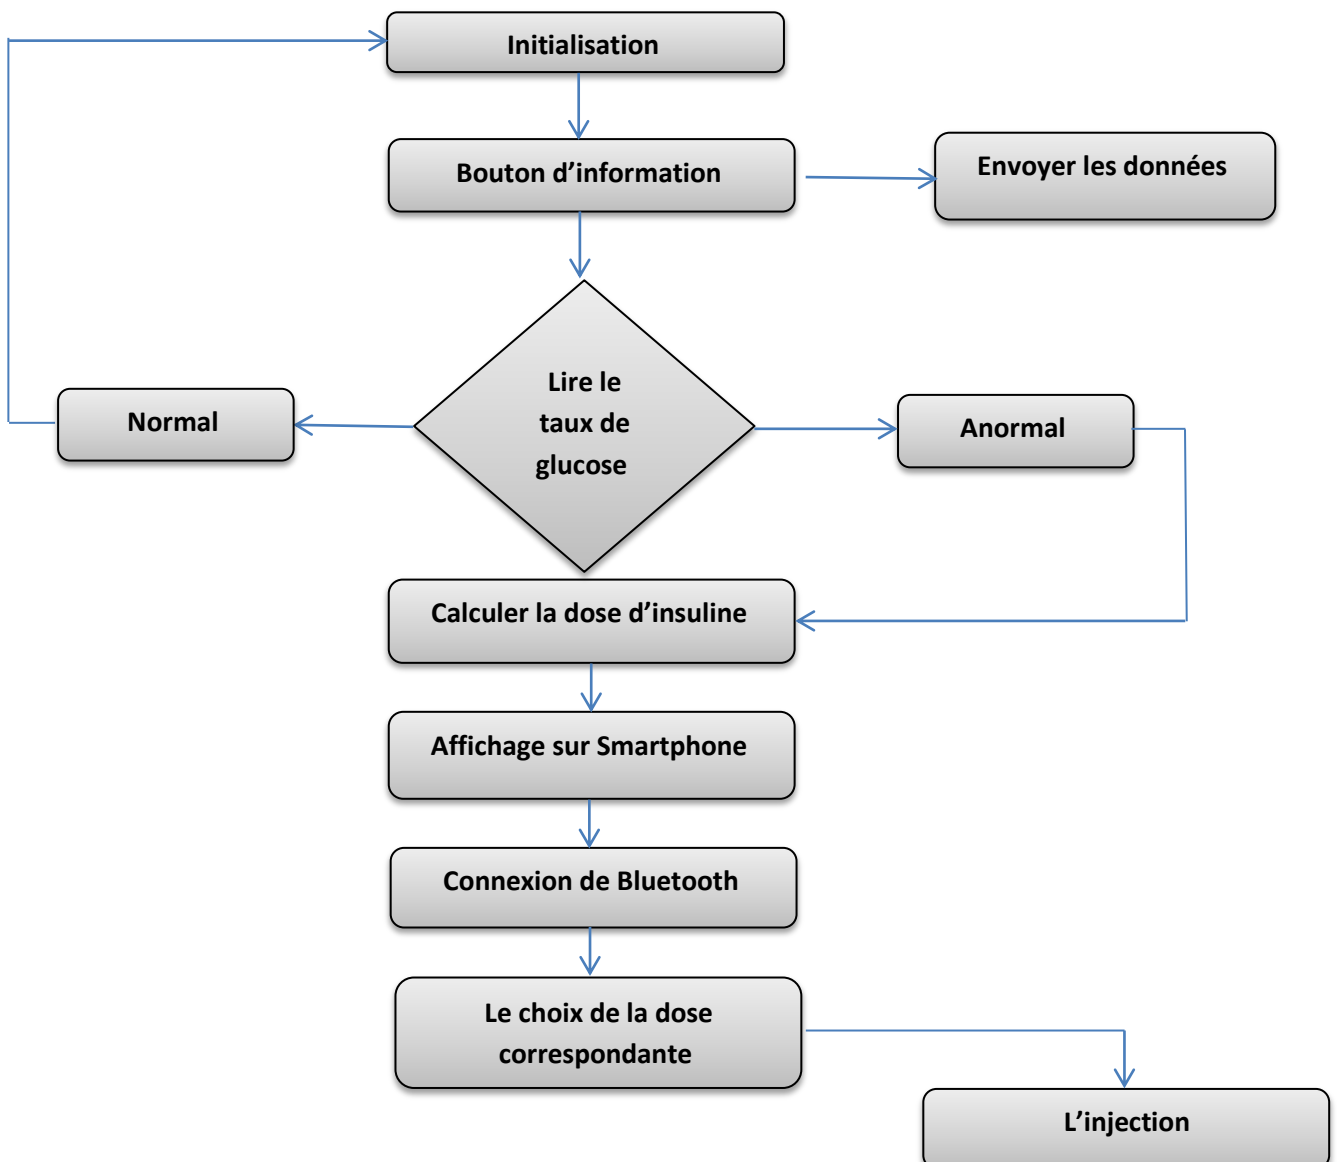 Initialisation
Bouton d’information
Envoyer les données
Lire le
taux de
glucose
Normal
Anormal
Calculer la dose d’insuline
Affichage sur Smartphone
Connexion de Bluetooth
Le choix de la dose
correspondante
L’injection